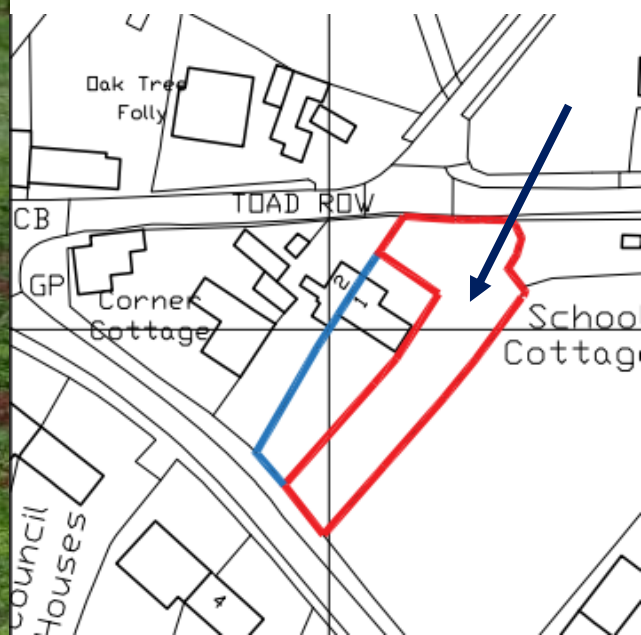 Oak Tree
Folly
TOAD ROW
CB
GP
Corner
Cottage
2
1
School
Cottage
Council
Houses
4